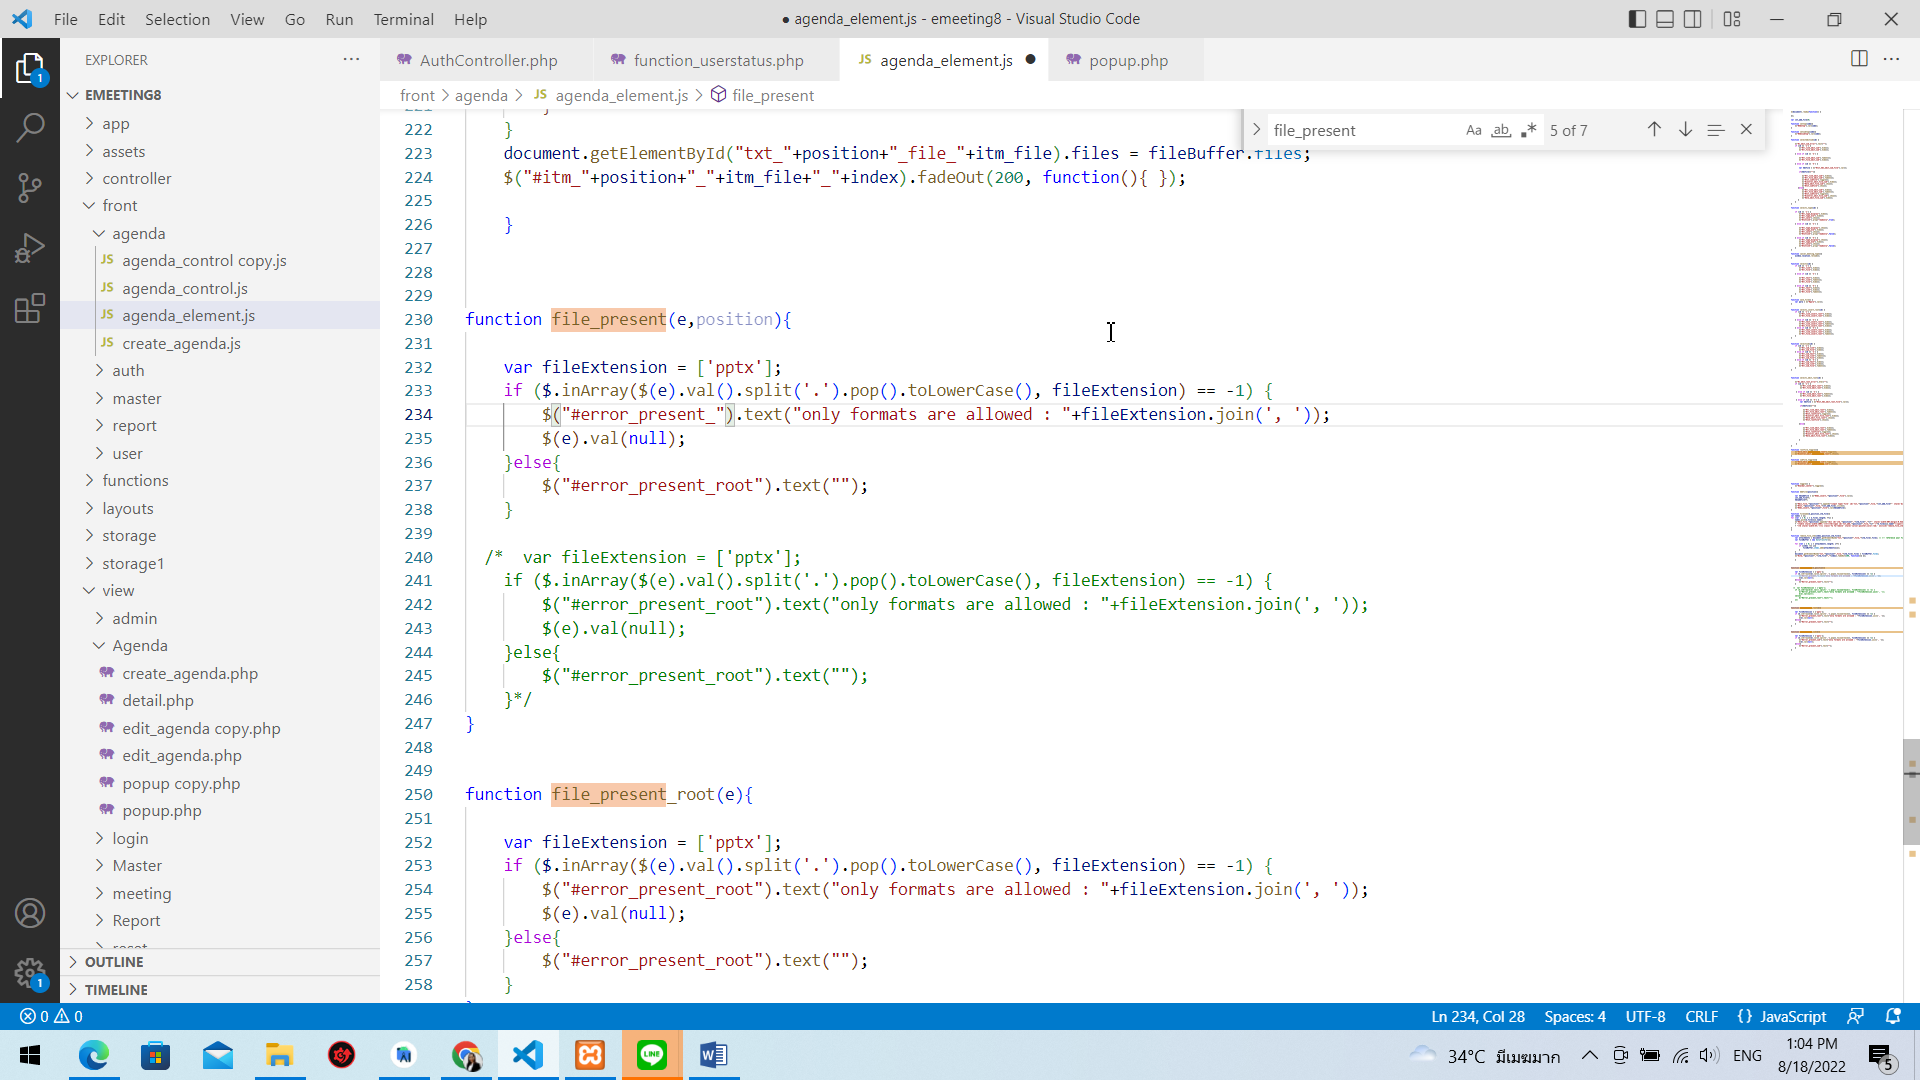 File Edit Selection View Go Run Terminal Help
● agenda_element.js - emeeting8 - Visual Studio Code
EXPLORER
AuthController.php
function_userstatus.php
JS agenda_element.js
popup.php
front > agenda > JS agenda_element.js > file_present
EMEETING8
app
assets
controller
front
agenda
JS agenda_control copy.js
JS agenda_control.js
JS agenda_element.js
JS create_agenda.js
auth
master
report
user
functions
layouts
storage
storage1
view
admin
Agenda
create_agenda.php
detail.php
edit_agenda copy.php
edit_agenda.php
popup copy.php
popup.php
login
Master
meeting
Report
reset
OUTLINE
TIMELINE
file_present Aa ab 5 of 7
221 }
222 }
223 document.getElementById("txt_"+position+"_file_"+itm_file).files = fileBuffer.files;
224 $("#itm_"+position+"_"+itm_file+"_"+index).fadeOut(200, function(){ });
225
226 }
227
228
229
230 function file_present(e,position){
231
232 var fileExtension = ['pptx'];
233 if ($.inArray($(e).val().split('.').pop().toLowerCase(), fileExtension) == -1) {
234 $("#error_present_").text("only formats are allowed : "+fileExtension.join(', '));
235 $(e).val(null);
236 }else{
237 $("#error_present_root").text("");
238 }
239
240 /* var fileExtension = ['pptx'];
241 if ($.inArray($(e).val().split('.').pop().toLowerCase(), fileExtension) == -1) {
242 $("#error_present_root").text("only formats are allowed : "+fileExtension.join(', '));
243 $(e).val(null);
244 }else{
245 $("#error_present_root").text("");
246 }*/
247 }
248
249
250 function file_present_root(e){
251
252 var fileExtension = ['pptx'];
253 if ($.inArray($(e).val().split('.').pop().toLowerCase(), fileExtension) == -1) {
254 $("#error_present_root").text("only formats are allowed : "+fileExtension.join(', '));
255 $(e).val(null);
256 }else{
257 $("#error_present_root").text("");
258 }
1
1
0 0
Ln 234, Col 28 Spaces: 4 UTF-8 CRLF {} JavaScript
LINE
34°C มีเมฆมาก ENG
1:04 PM
8/18/2022
5